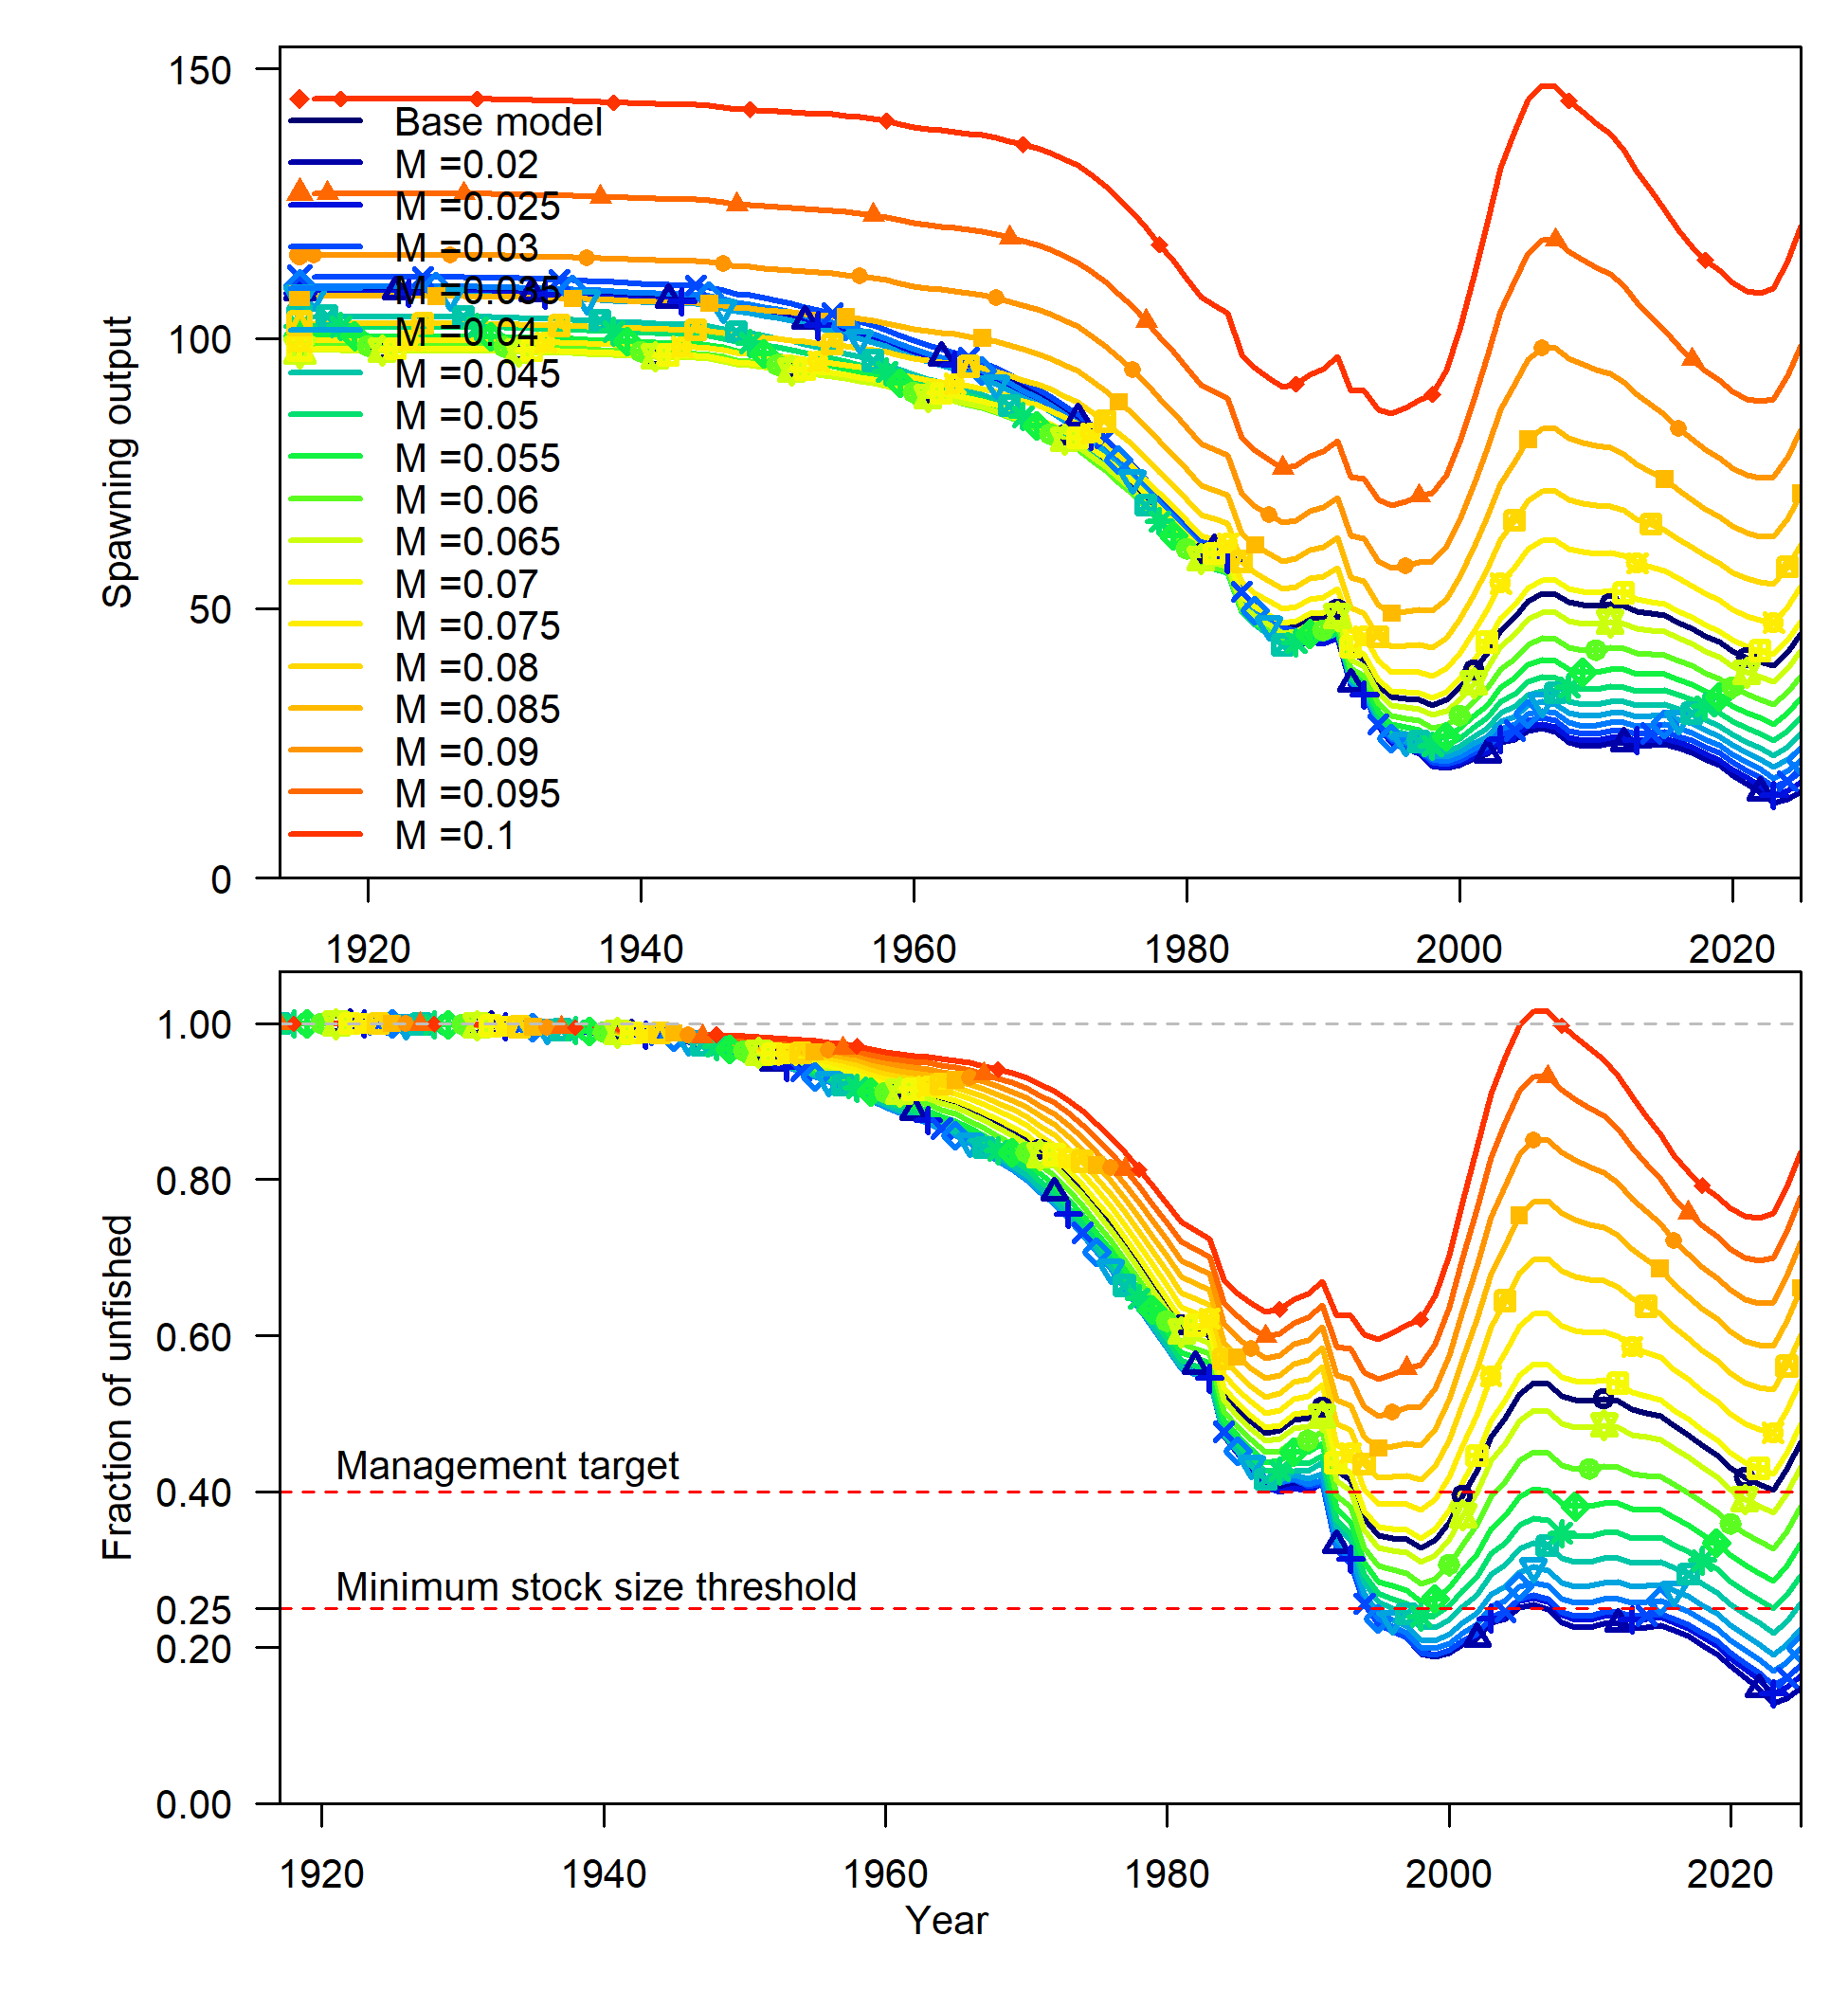 150
100
50
0
Spawning output
Base model
M =0.02
M =0.025
M =0.03
M =0.035
M =0.04
M =0.045
M =0.05
M =0.055
M =0.06
M =0.065
M =0.07
M =0.075
M =0.08
M =0.085
M =0.09
M =0.095
M =0.1
1920 1940 1960 1980 2000 2020
1.00
0.80
0.60
0.40
0.25
0.20
0.00
Fraction of unfished
Management target
Minimum stock size threshold
1920 1940 1960 1980 2000 2020
Year